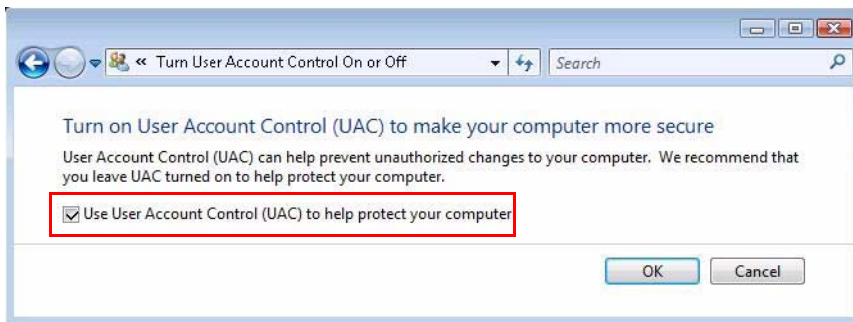 « Turn User Account Control On or Off
Search
Turn on User Account Control (UAC) to make your computer more secure
User Account Control (UAC) can help prevent unauthorized changes to your computer. We recommend that
you leave UAC turned on to help protect your computer.
Use User Account Control (UAC) to help protect your computer
OK
Cancel